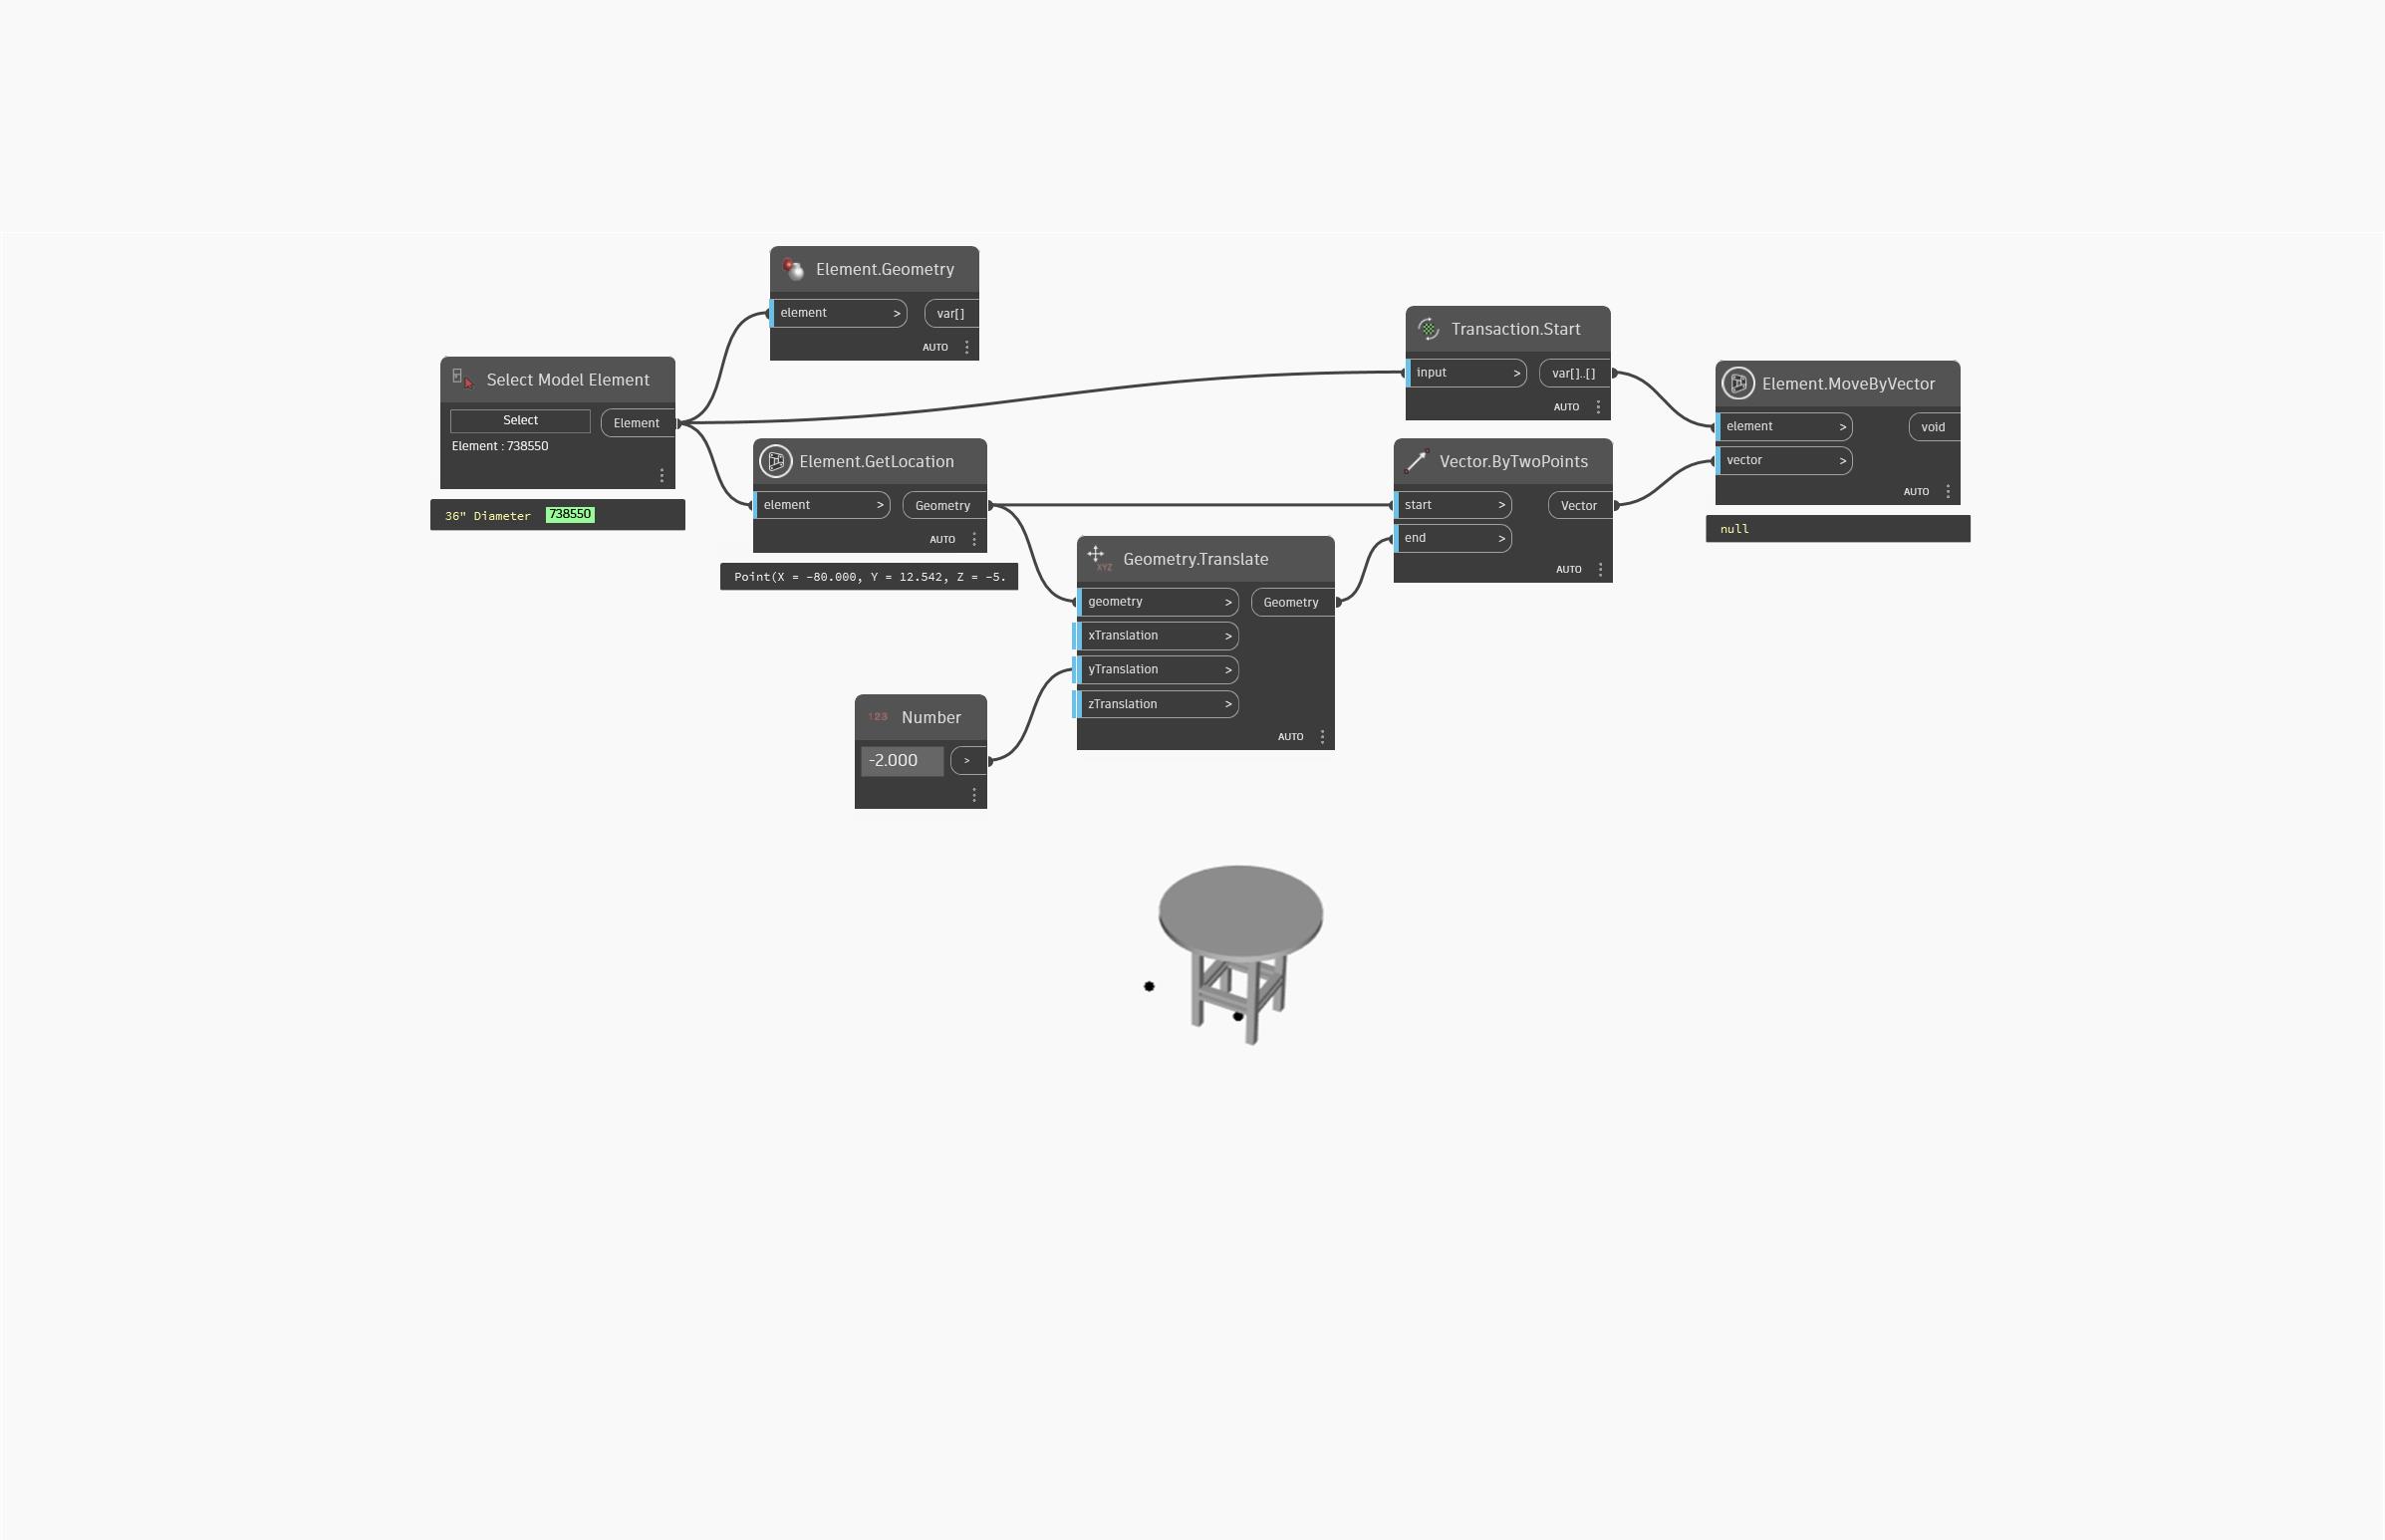 Element.Geometry
element > var[]
AUTO
Select Model Element
Select Element
Element : 738550
36" Diameter 738550
Element.GetLocation
element > Geometry
AUTO
Point(X = -80.000, Y = 12.542, Z = -5.
123 Number
-2.000 >
XYZ Geometry.Translate
geometry > Geometry
xTranslation >
yTranslation >
zTranslation >
AUTO
Transaction.Start
input > var[]..[]
AUTO
Vector.ByTwoPoints
start > Vector
end >
AUTO
Element.MoveByVector
element > void
vector >
AUTO
null